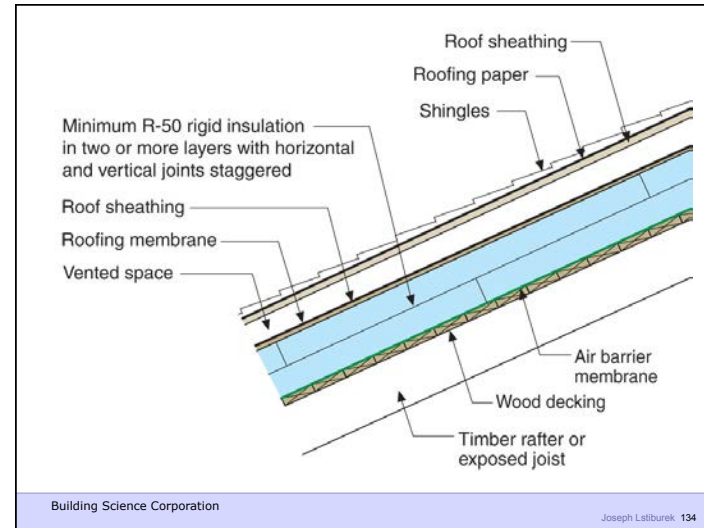 Roof sheathing
Roofing paper
Shingles
Minimum R-50 rigid insulation
in two or more layers with horizontal
and vertical joints staggered
Roof sheathing
Roofing membrane
Vented space
Air barrier
membrane
Wood decking
Timber rafter or
exposed joist
Building Science Corporation
Joseph Lstiburek 134